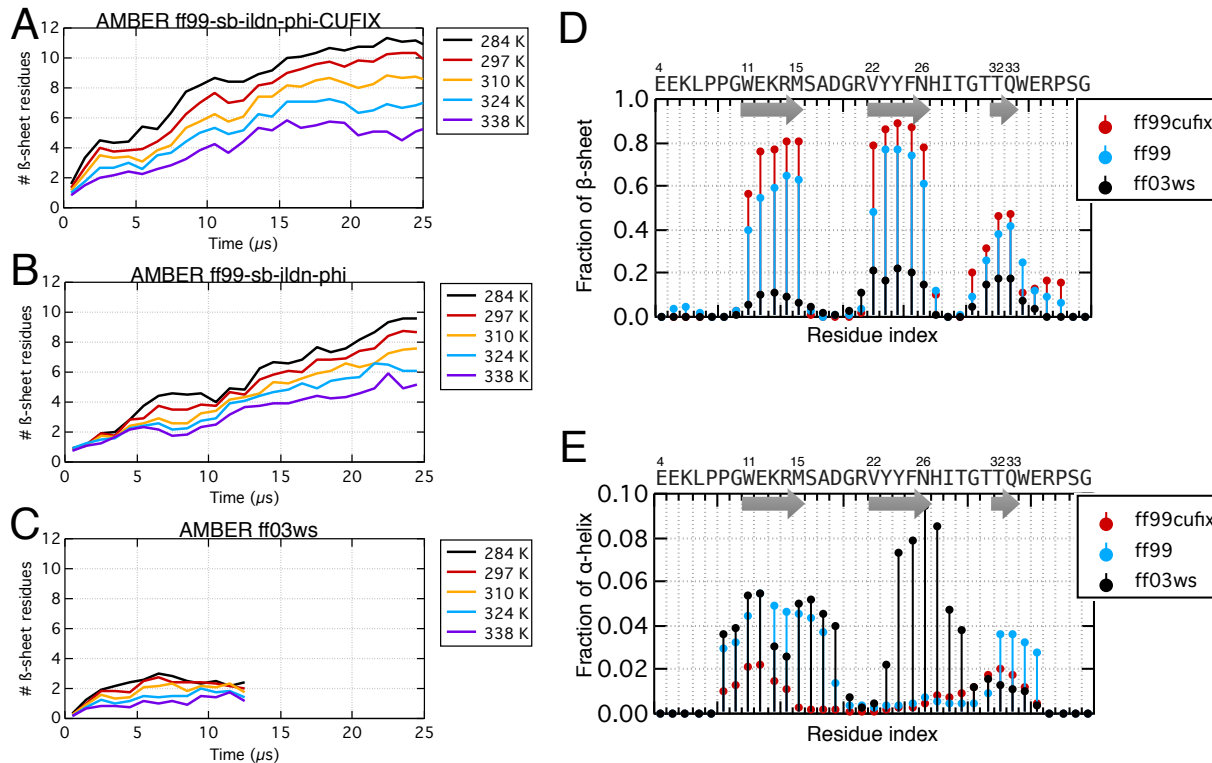 A
AMBER ff99-sb-ildn-phi-CUFIX
# ß-sheet residues
12
10
8
6
4
2
0
0 5 10 15 20 25
Time (µs)
284 K
297 K
310 K
324 K
338 K
B
AMBER ff99-sb-ildn-phi
# ß-sheet residues
12
10
8
6
4
2
0
0 5 10 15 20 25
Time (µs)
284 K
297 K
310 K
324 K
338 K
C
AMBER ff03ws
# ß-sheet residues
12
10
8
6
4
2
0
0 5 10 15 20 25
Time (µs)
284 K
297 K
310 K
324 K
338 K
D
4 11 15 22 26 3233
EEKLPPGWEKRMSADGRVYYFNHITGTTQWERPSG
Fraction of β-sheet
1.0
0.8
0.6
0.4
0.2
0.0
Residue index
ff99cufix
ff99
ff03ws
E
4 11 15 22 26 3233
EEKLPPGWEKRMSADGRVYYFNHITGTTQWERPSG
Fraction of α-helix
0.10
0.08
0.06
0.04
0.02
0.00
Residue index
ff99cufix
ff99
ff03ws